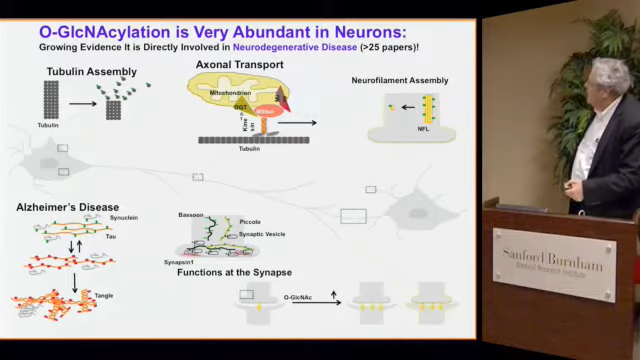 O-GlcNAcylation is Very Abundant in Neurons:
Growing Evidence It is Directly Involved in Neurodegenerative Disease (>25 papers)!
Tubulin Assembly
Tubulin
Axonal Transport
Mitochondrion
OGT
Milton
Kine
sin
Tubulin
Neurofilament Assembly
NFL
Alzheimer's Disease
Synuclein
Tau
Tangle
Bassoon
Piccolo
Synaptic Vesicle
Synapsin1
Functions at the Synapse
O-GlcNAc
Sanford Burnham
Medical Research Institute